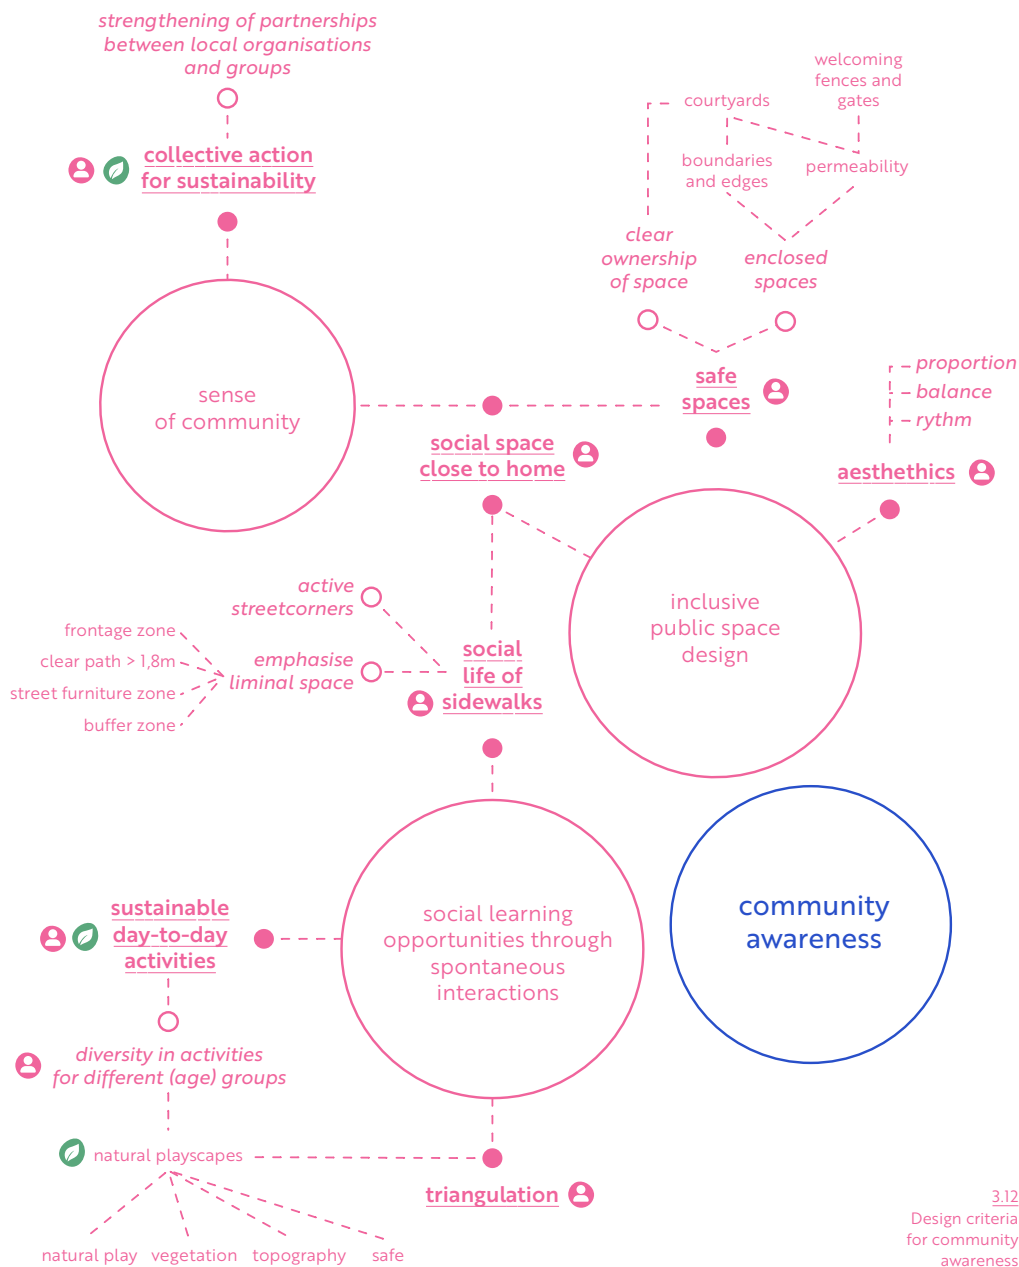 strengthening of partnerships
between local organisations
and groups
collective action
for sustainability
welcoming
fences and
gates
courtyards
boundaries
and edges
permeability
clear
ownership
of space
enclosed
spaces
safe
spaces
proportion
balance
rythm
aesthethics
sense
of community
social space
close to home
inclusive
public space
design
active
streetcorners
emphasise
liminal space
frontage zone
clear path > 1,8m
street furniture zone
buffer zone
social
life of
sidewalks
social learning
opportunities through
spontaneous
interactions
community
awareness
sustainable
day-to-day
activities
diversity in activities
for different (age) groups
natural playscapes
triangulation
natural play
vegetation
topography
safe
3.12
Design criteria
for community
awareness